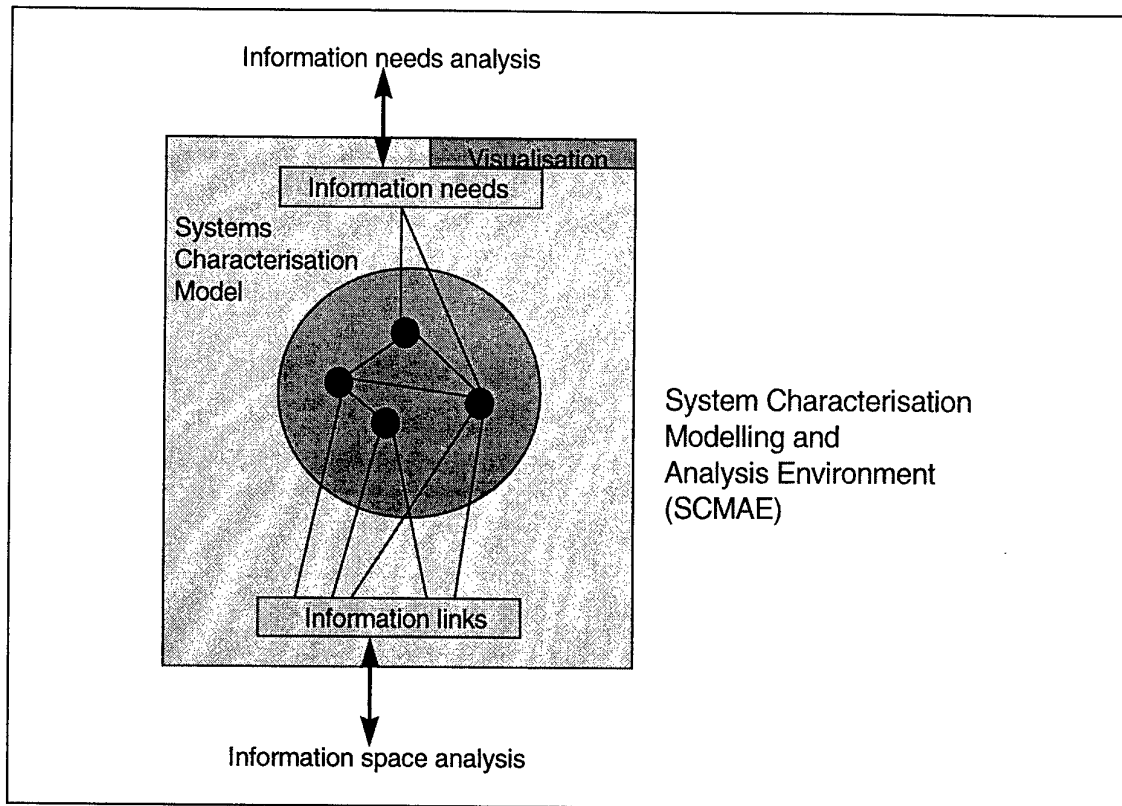 Information needs analysis
Visualisation
Information needs
Systems
Characterisation
Model
System Characterisation
Modelling and
Analysis Environment
(SCMAE)
Information links
Information space analysis